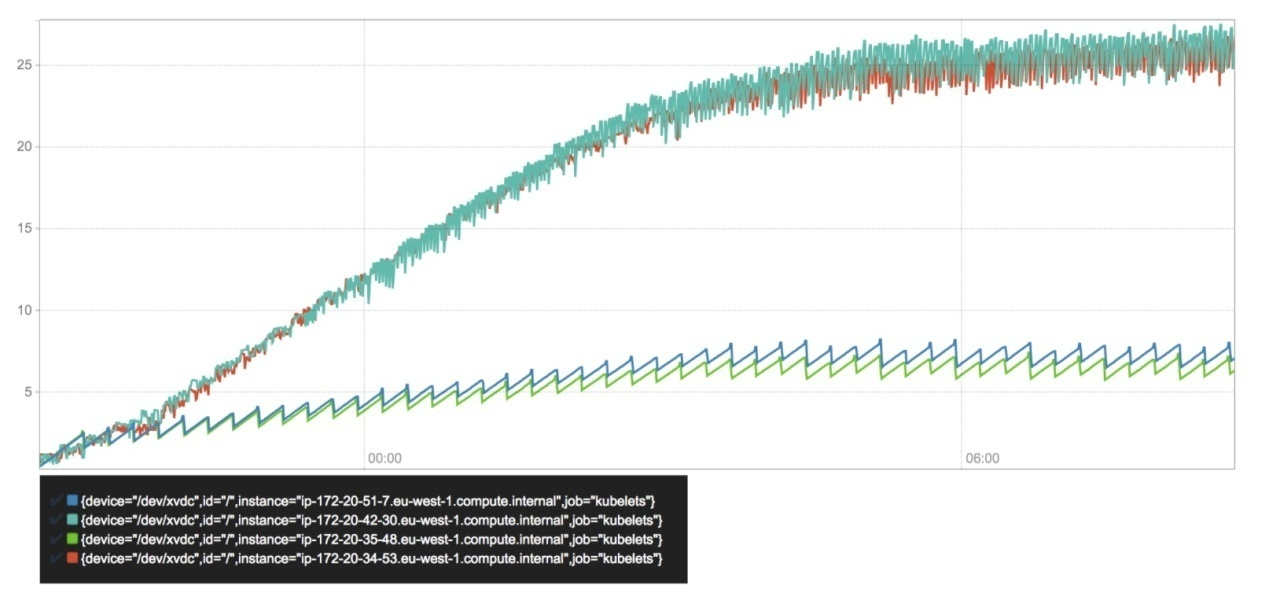 25
20
15
10
5
00:00 06:00
{device="/dev/xvdc",id="/",instance="ip-172-20-51-7.eu-west-1.compute.internal",job="kubelets"}
{device="/dev/xvdc",id="/",instance="ip-172-20-42-30.eu-west-1.compute.internal",job="kubelets"}
{device="/dev/xvdc",id="/",instance="ip-172-20-35-48.eu-west-1.compute.internal",job="kubelets"}
{device="/dev/xvdc",id="/",instance="ip-172-20-34-53.eu-west-1.compute.internal",job="kubelets"}